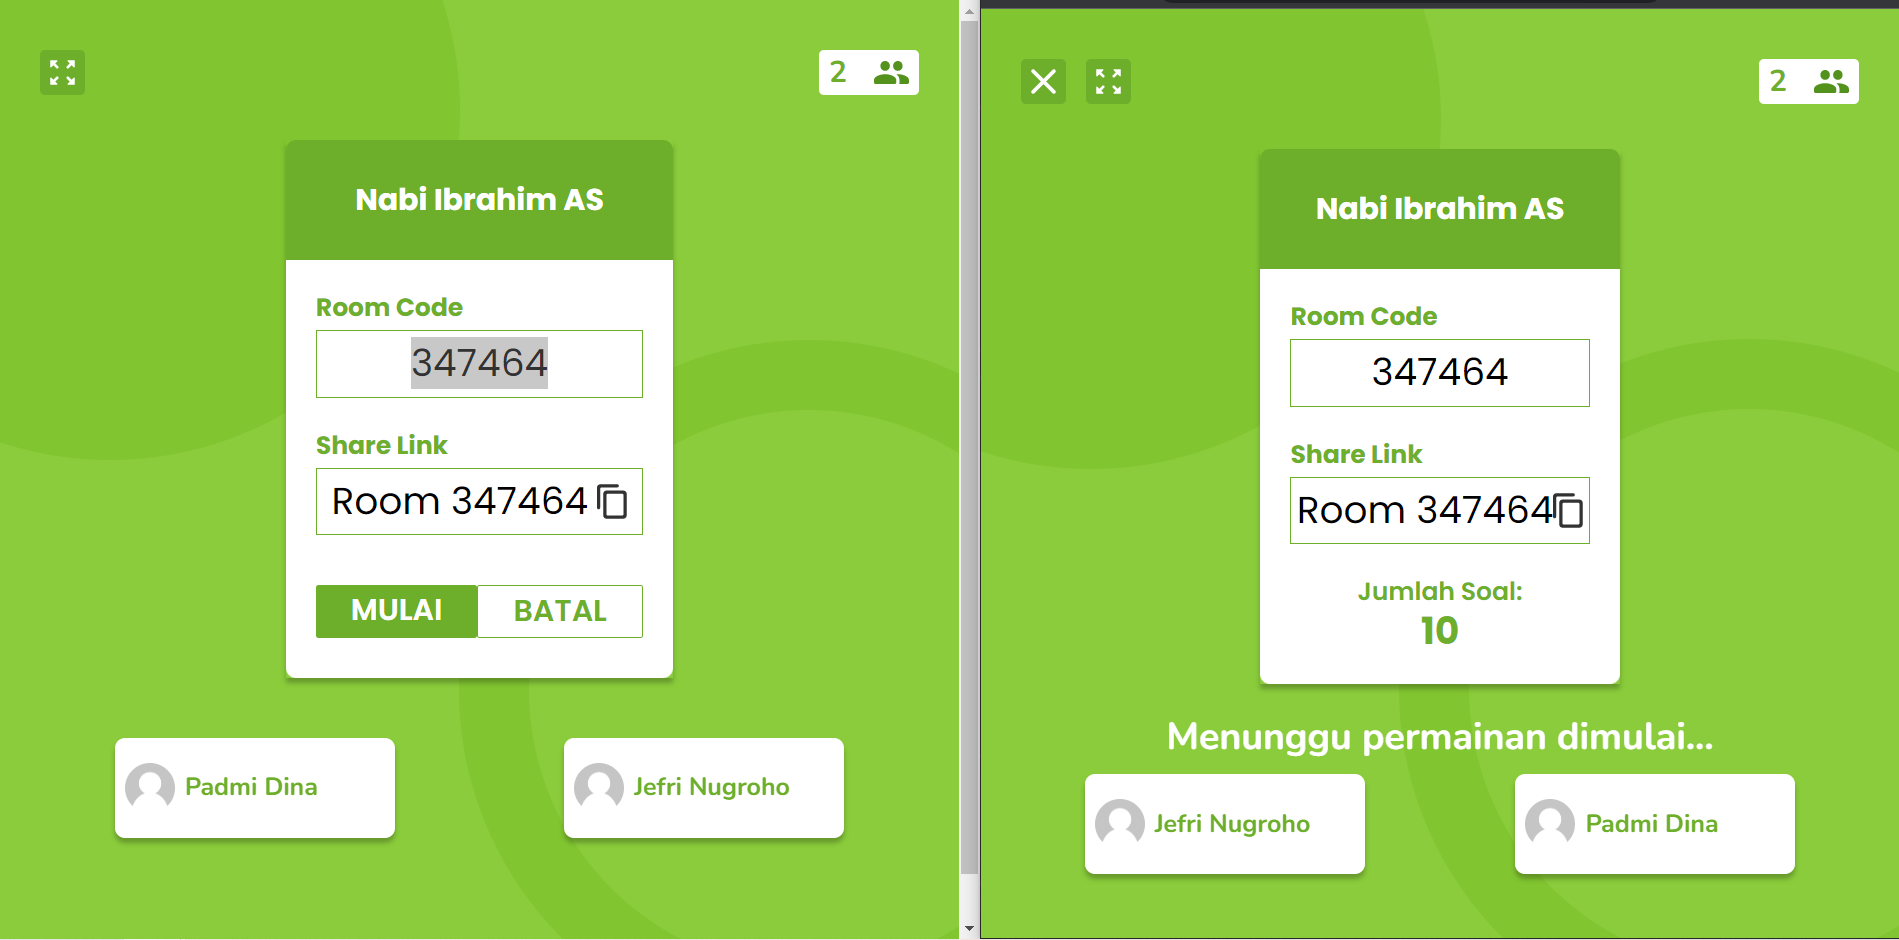 2
Nabi Ibrahim AS
Room Code
347464
Share Link
Room 347464
MULAI
BATAL
Padmi Dina
Jefri Nugroho
2
Nabi Ibrahim AS
Room Code
347464
Share Link
Room 347464
Jumlah Soal:
10
Menunggu permainan dimulai...
Jefri Nugroho
Padmi Dina